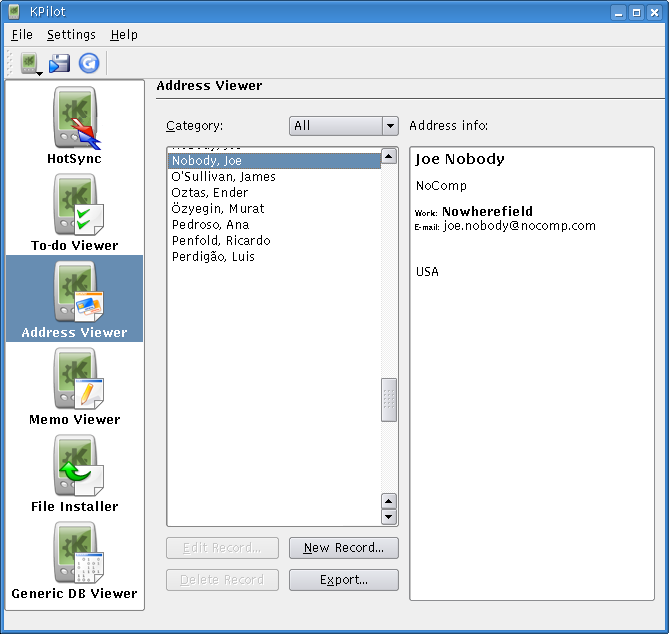 KPilot
File Settings Help
HotSync
To-do Viewer
Address Viewer
Memo Viewer
File Installer
Generic DB Viewer
Address Viewer
Category:
All
Nobody, Joe
O'Sullivan, James
Oztas, Ender
Özyegin, Murat
Pedroso, Ana
Penfold, Ricardo
Perdigão, Luis
Edit Record...
New Record...
Delete Record
Export...
Address info:
Joe Nobody
NoComp
Work: Nowherefield
E-mail: joe.nobody@nocomp.com
USA